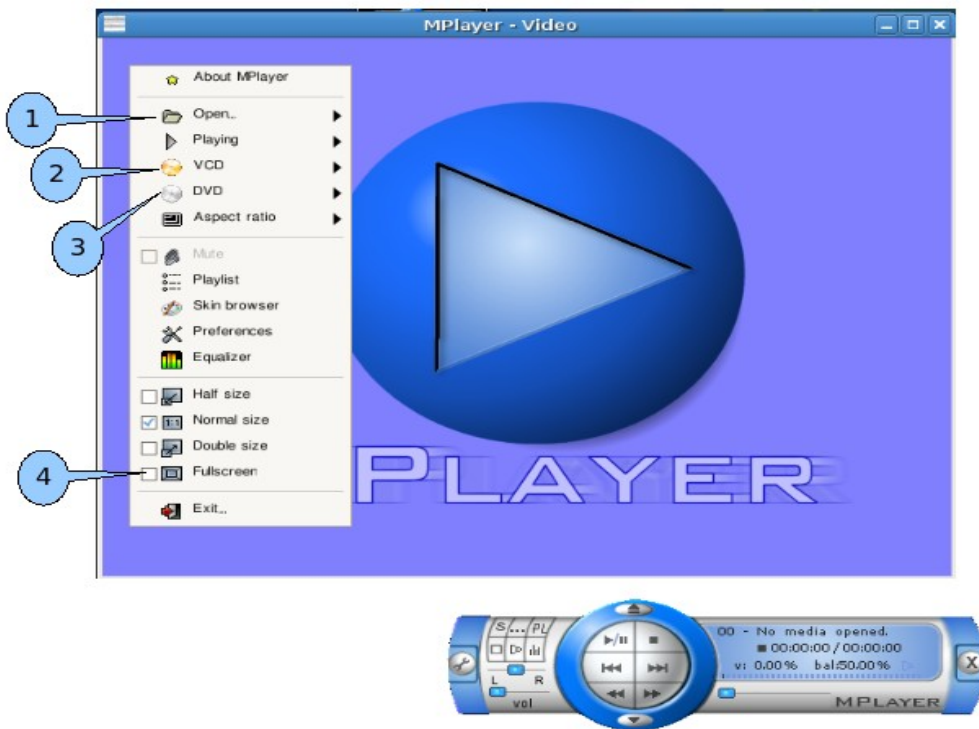 MPlayer - Video
About MPlayer
1
Open...
Playing
2
VCD
DVD
3
Aspect ratio
Mute
Playlist
Skin browser
Preferences
Equalizer
Half size
Normal size
Double size
4
Fullscreen
PLAYER
Exit...
S ... PL
00 - No media opened.
00:00:00 / 00:00:00
v: 0.00% bal:50.00%
L R
vol
MPLAYER
X